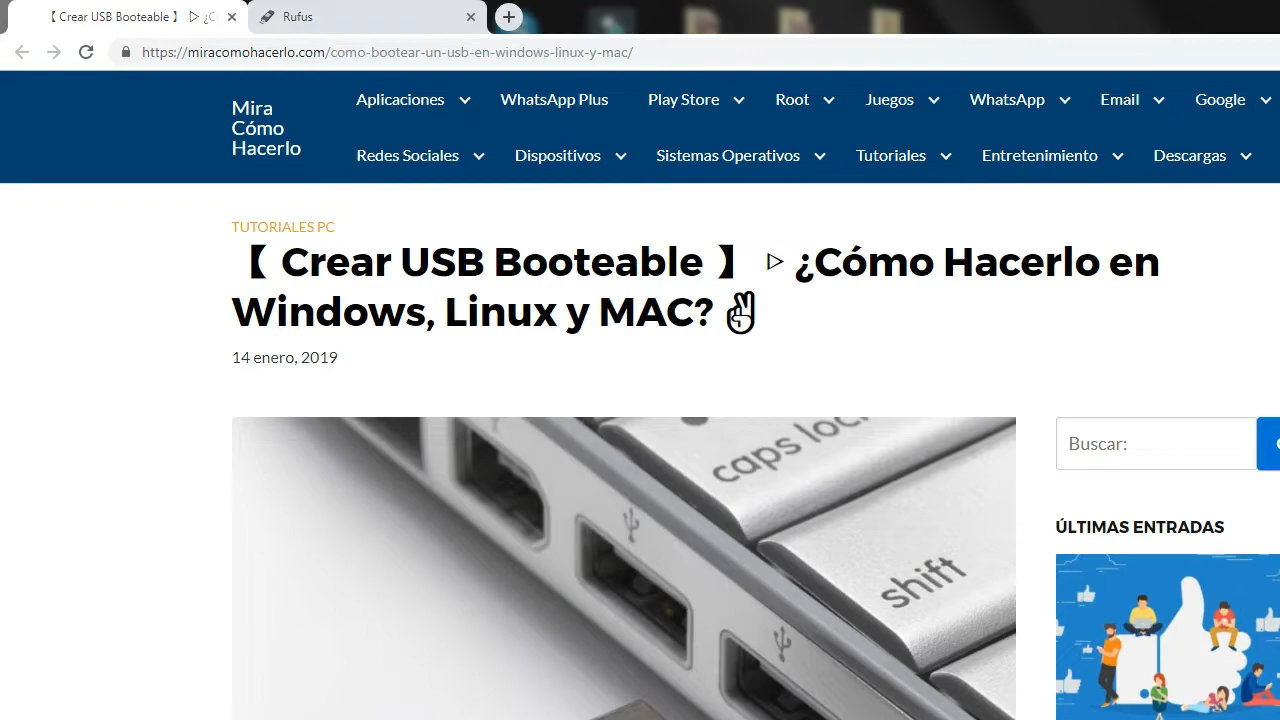 【 Crear USB Booteable 】 ▷ ¿C
Rufus
https://miracomohacerlo.com/como-bootear-un-usb-en-windows-linux-y-mac/
Mira
Cómo
Hacerlo
Aplicaciones WhatsApp Plus Play Store Root Juegos WhatsApp Email Google
Redes Sociales Dispositivos Sistemas Operativos Tutoriales Entretenimiento Descargas
TUTORIALES PC
【 Crear USB Booteable 】 ▷ ¿Cómo Hacerlo en
Windows, Linux y MAC? ✌
14 enero, 2019
caps lock
shift
Buscar:
ÚLTIMAS ENTRADAS